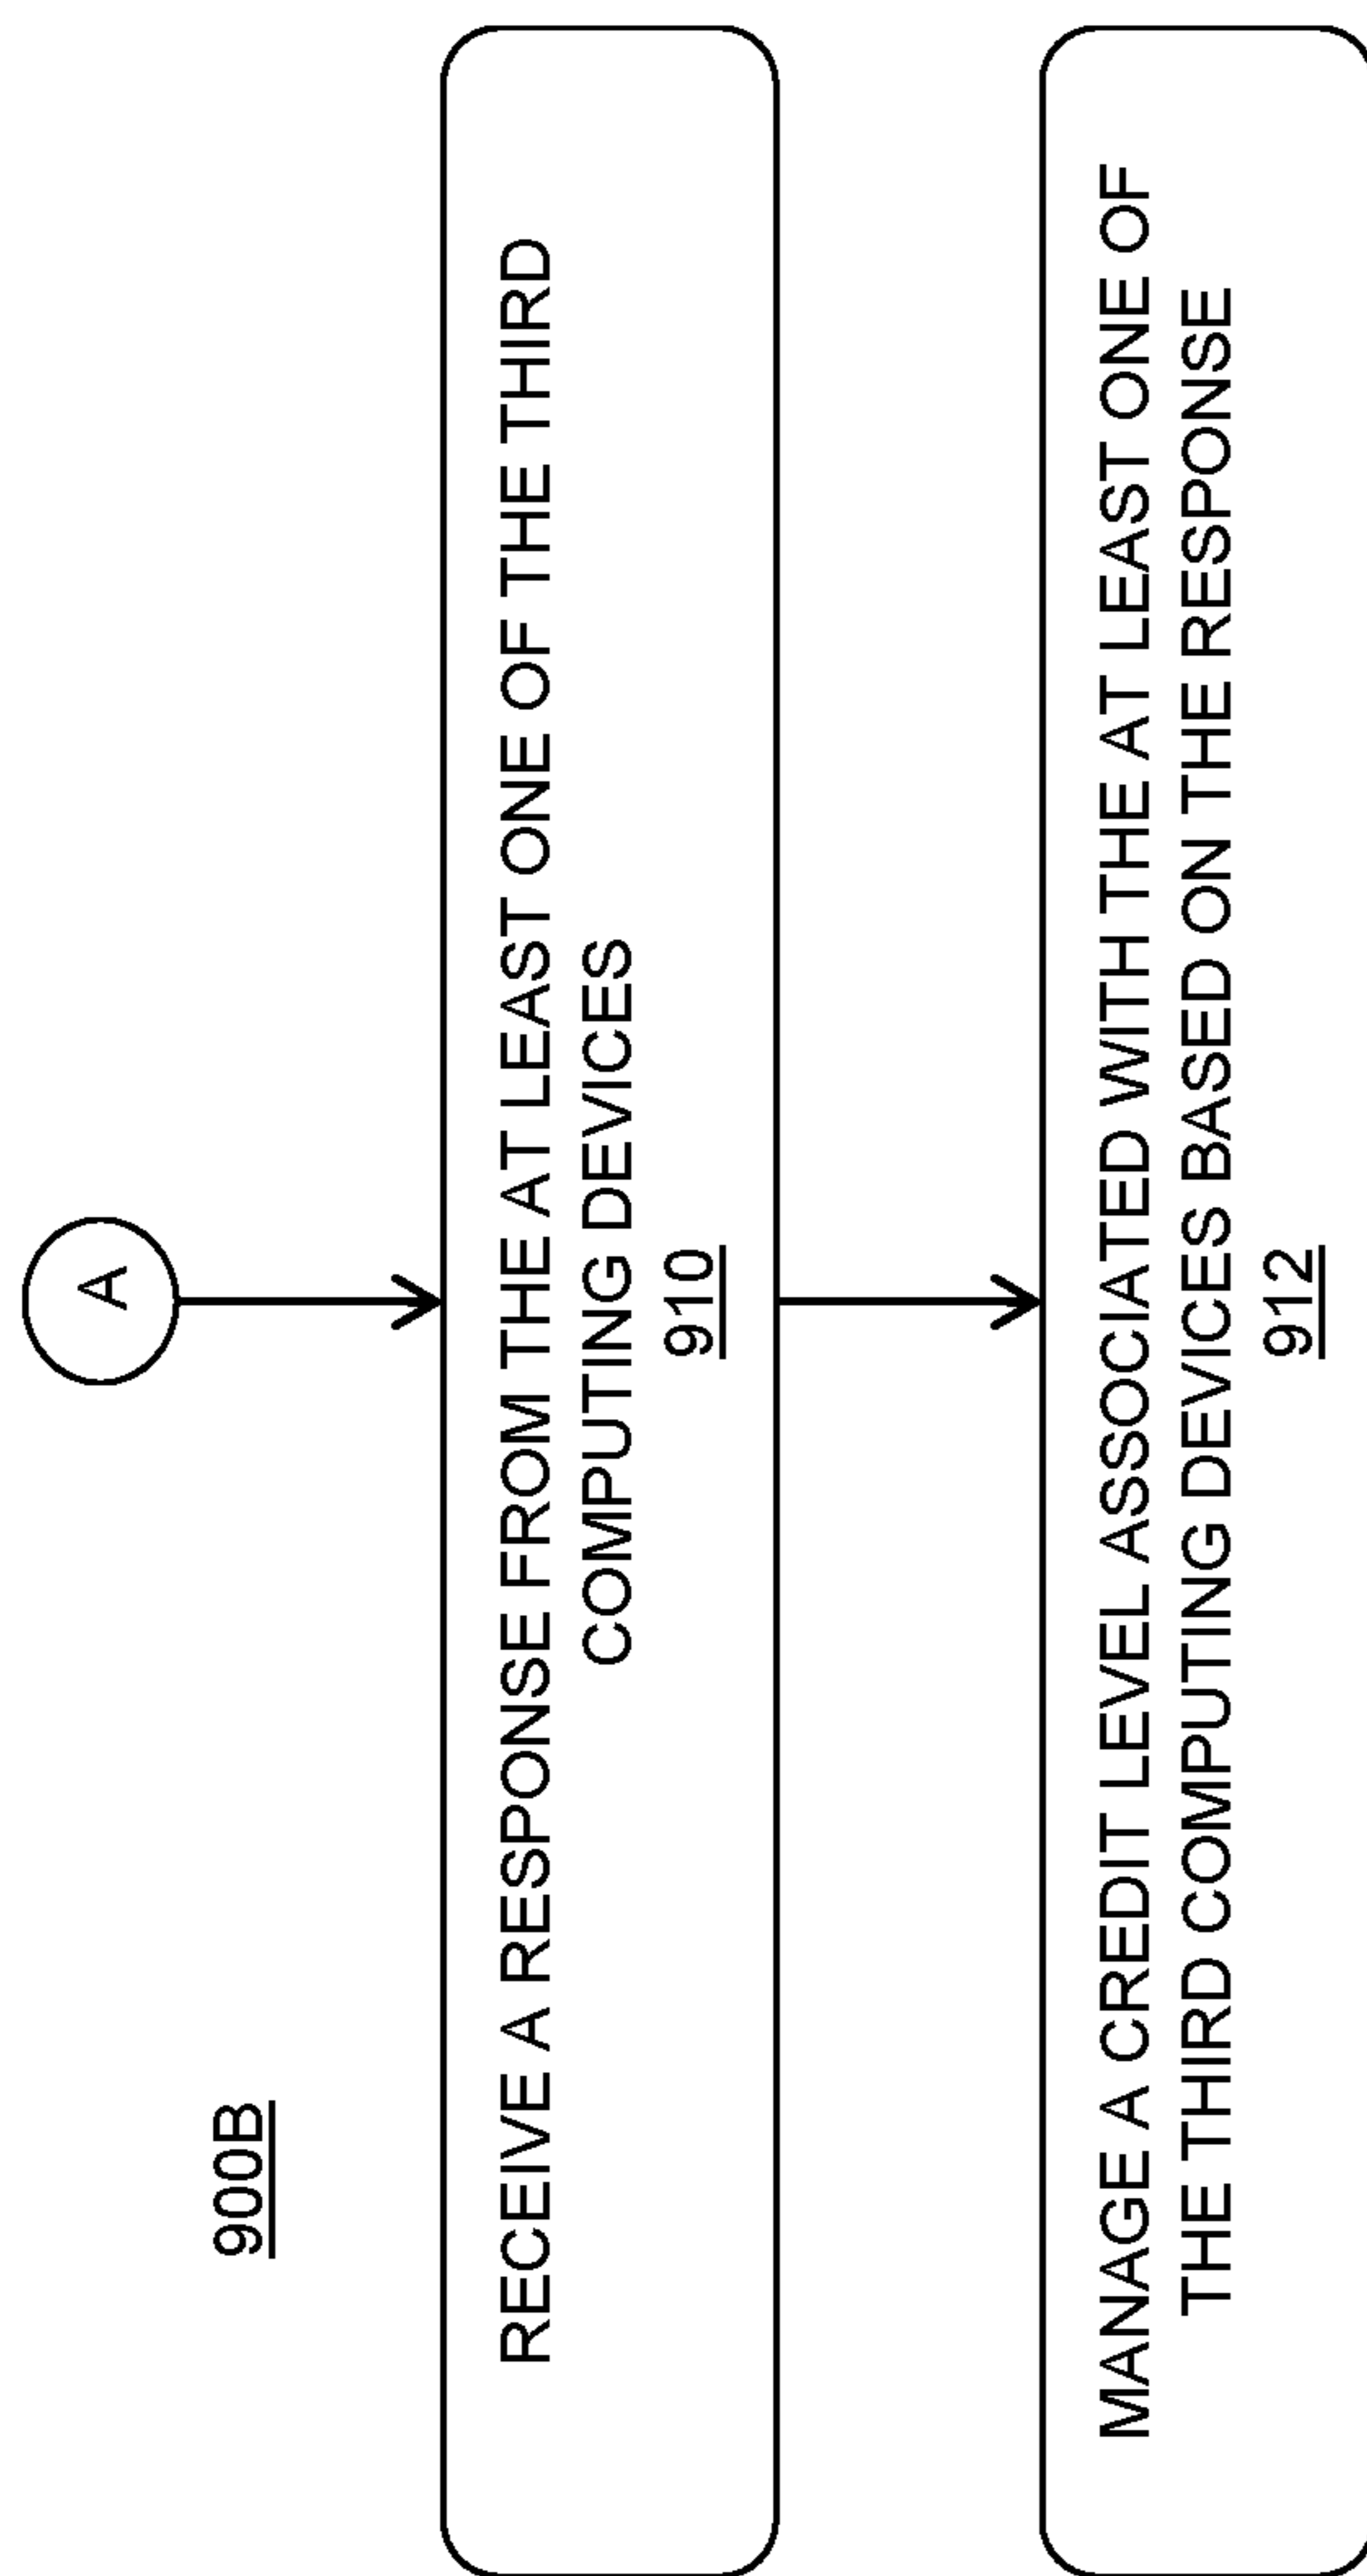 900B
A
RECEIVE A RESPONSE FROM THE AT LEAST ONE OF THE THIRD
COMPUTING DEVICES
910
MANAGE A CREDIT LEVEL ASSOCIATED WITH THE AT LEAST ONE OF
THE THIRD COMPUTING DEVICES BASED ON THE RESPONSE
912